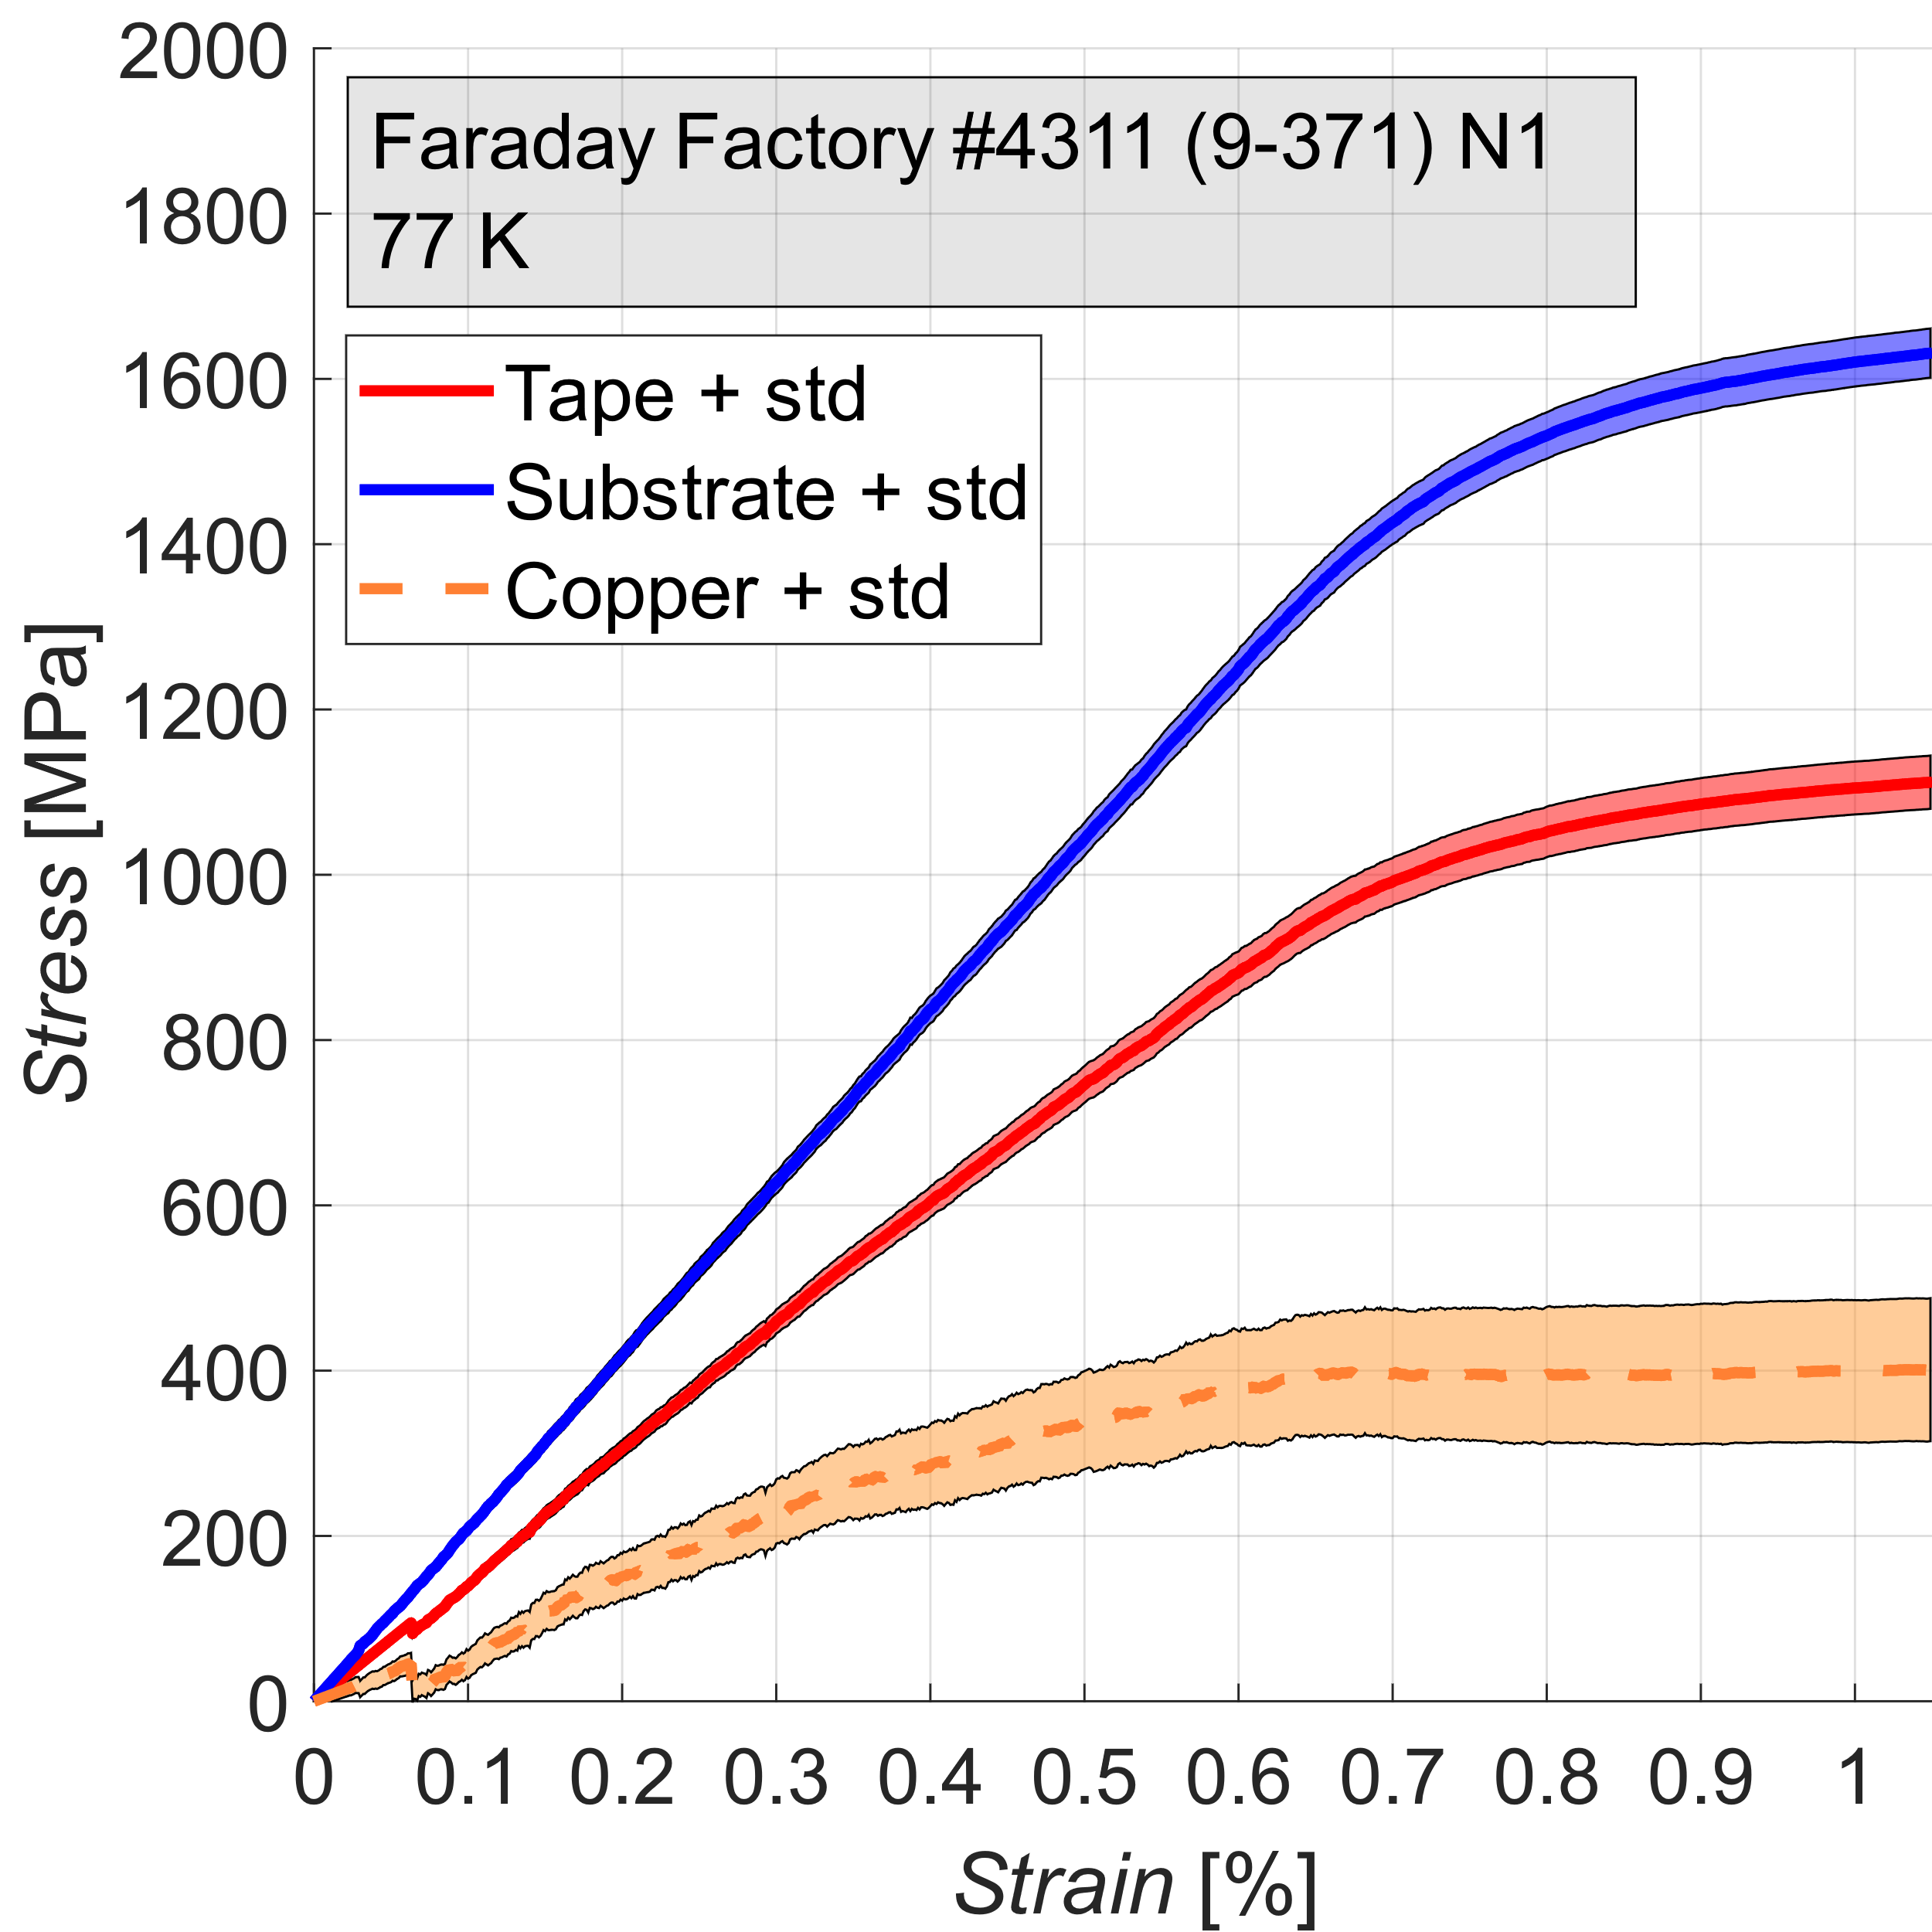 Faraday Factory #4311 (9-371) N1
77 K
Tape + std
Substrate + std
Copper + std
Stress [MPa]
2000
1800
1600
1400
1200
1000
800
600
400
200
0
0 0.1 0.2 0.3 0.4 0.5 0.6 0.7 0.8 0.9 1
Strain [%]